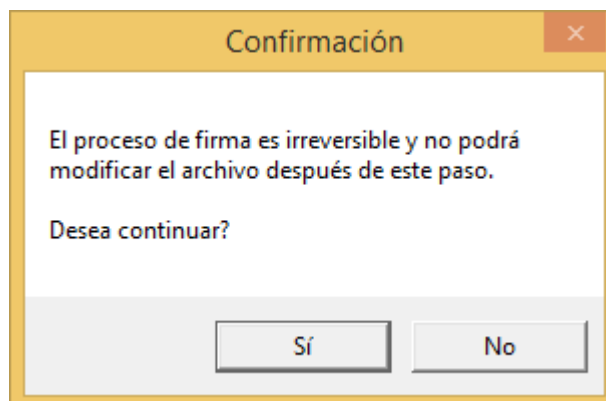 Confirmación
El proceso de firma es irreversible y no podrá
modificar el archivo después de este paso.
Desea continuar?
Sí
No